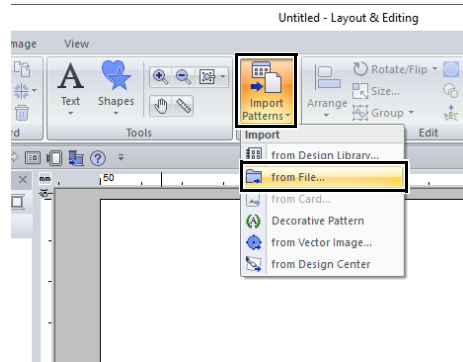 Untitled - Layout & Editing
mage View
Text Shapes Import Patterns Arrange Rotate/Flip
Size...
Group
rd Tools Import Edit
from Design Library...
50
from File...
from Card...
Decorative Pattern
from Vector Image...
from Design Center